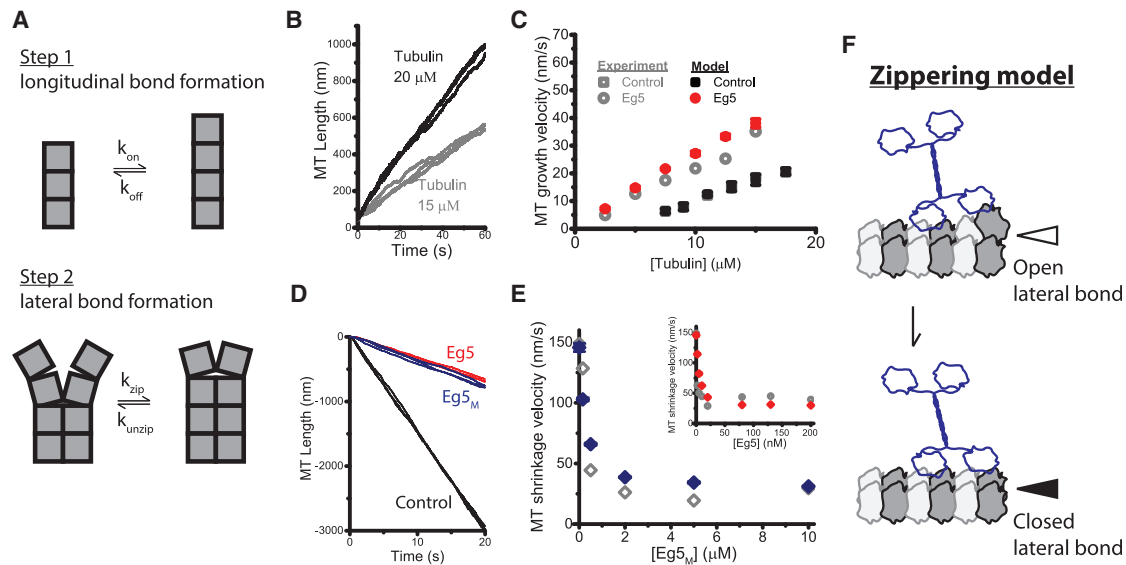 A
Step 1
longitudinal bond formation
k_on
k_off
Step 2
lateral bond formation
k_zip
k_unzip
B
MT Length (nm)
1000
800
600
400
200
0
Tubulin
20 μM
Tubulin
15 μM
0
20
40
60
Time (s)
C
MT growth velocity (nm/s)
70
60
50
40
30
20
10
0
Experiment
Control
Eg5
Model
Control
Eg5
0
10
20
[Tubulin] (μM)
D
MT Length (nm)
0
-1000
-2000
-3000
Eg5
Eg5_M
Control
0
10
20
Time (s)
E
MT shrinkage velocity (nm/s)
150
100
50
0
0
2
4
6
8
10
[Eg5_M] (μM)
MT shrinkage velocity (nm/s)
150
100
50
0
0
50
100
150
200
[Eg5] (nM)
F
Zippering model
Open
lateral bond
Closed
lateral bond